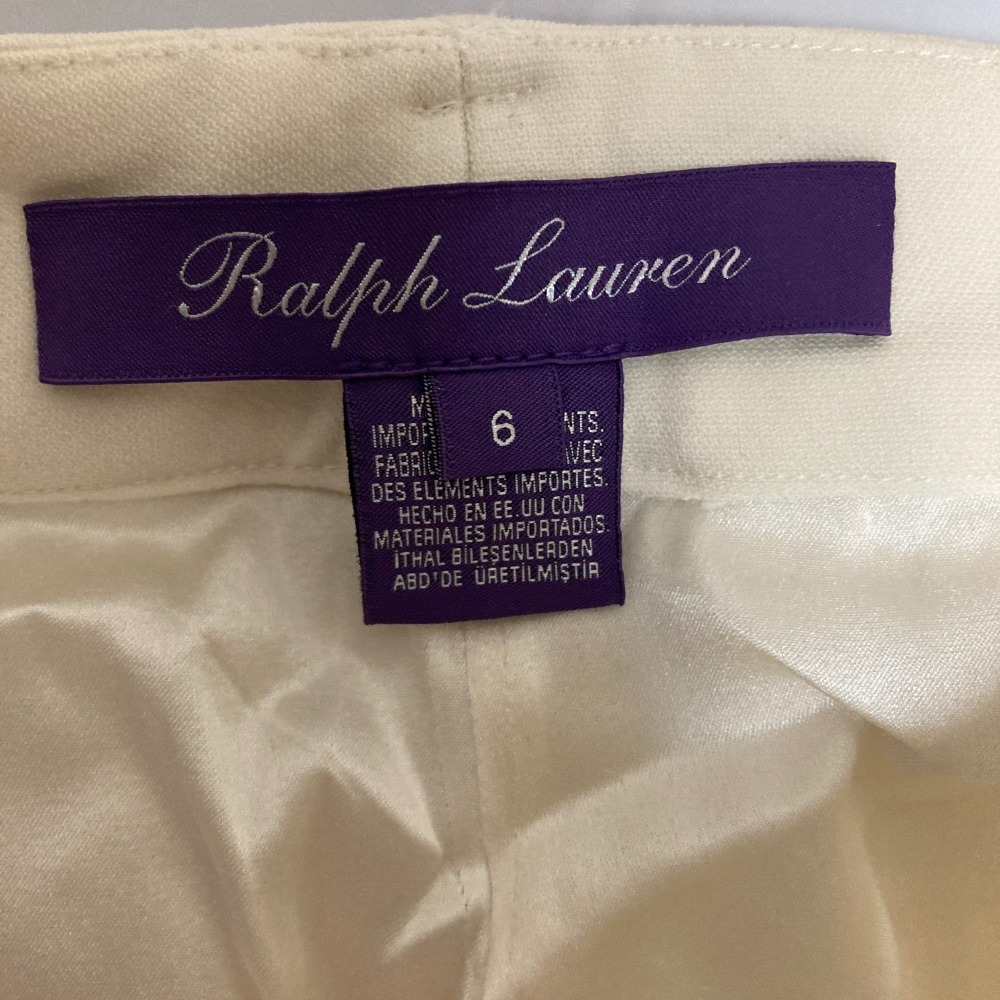 Ralph Lauren
6
NTS.
DES ELEMENTS IMPORTES.
HECHO EN EE.UU CON
MATERIALES IMPORTADOS.
İTHAL BİLEŞENLERDEN
ABD'DE ÜRETİLMİŞTİR